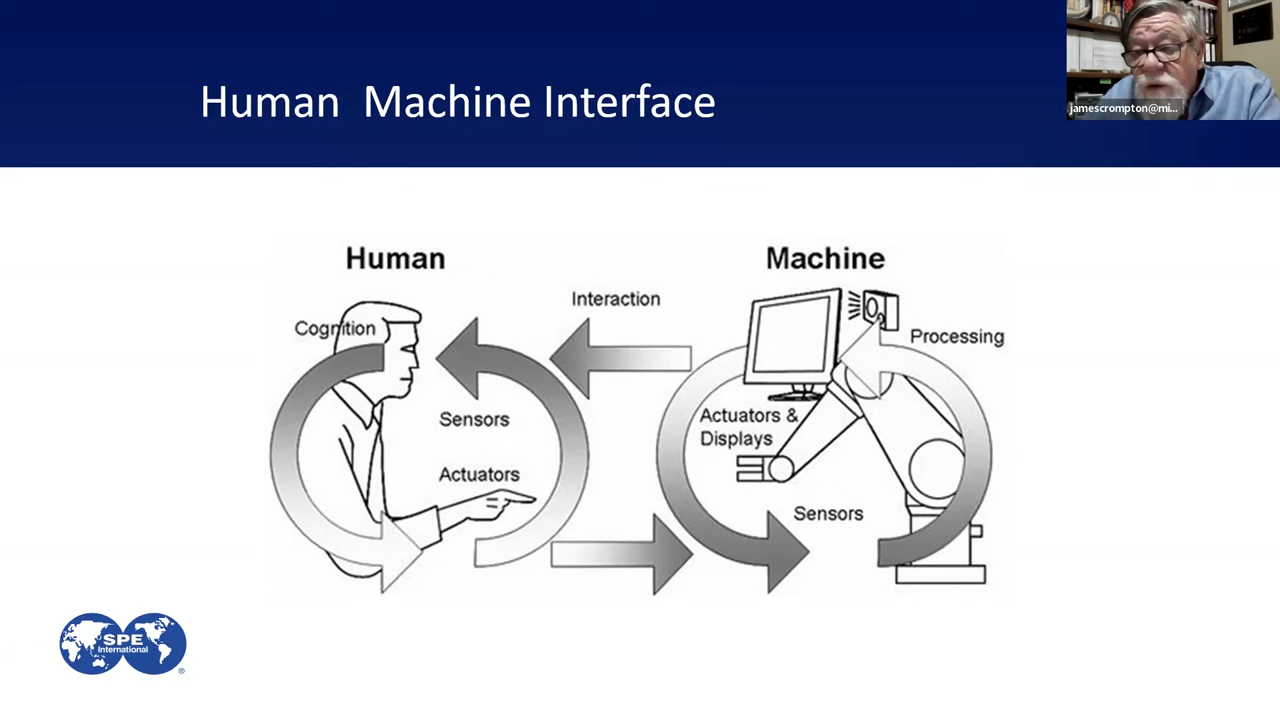 Human Machine Interface
jamescrompton@mi...
Human
Machine
Interaction
Cognition
Processing
Sensors
Actuators &
Displays
Actuators
Sensors
SPE
International
®